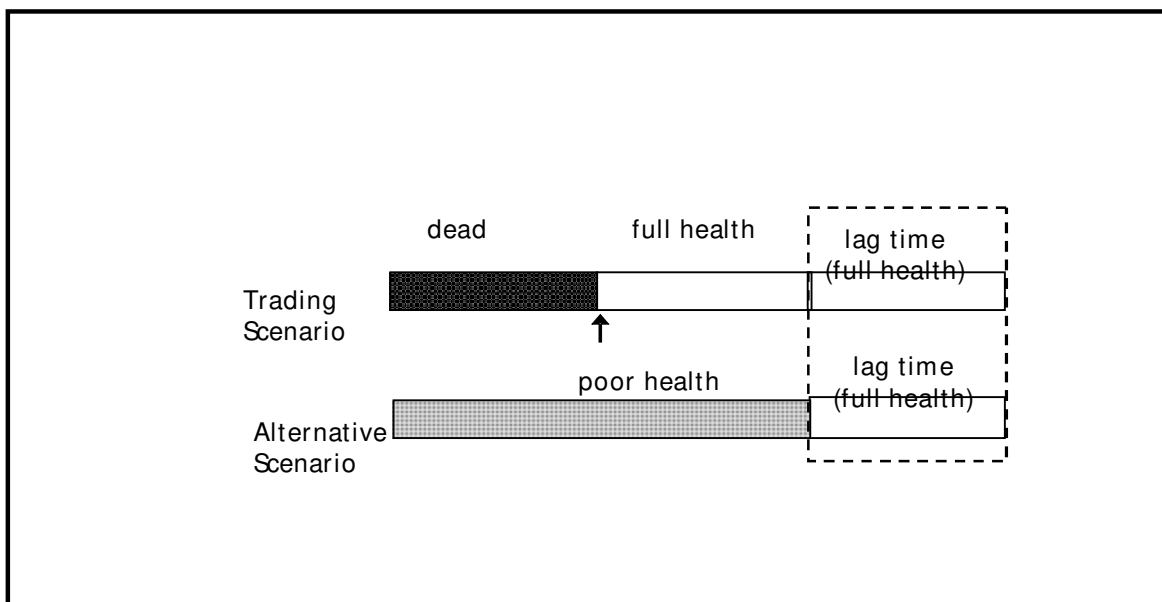 dead
full health
lag time
(full health)
Trading
Scenario
poor health
lag time
(full health)
Alternative
Scenario